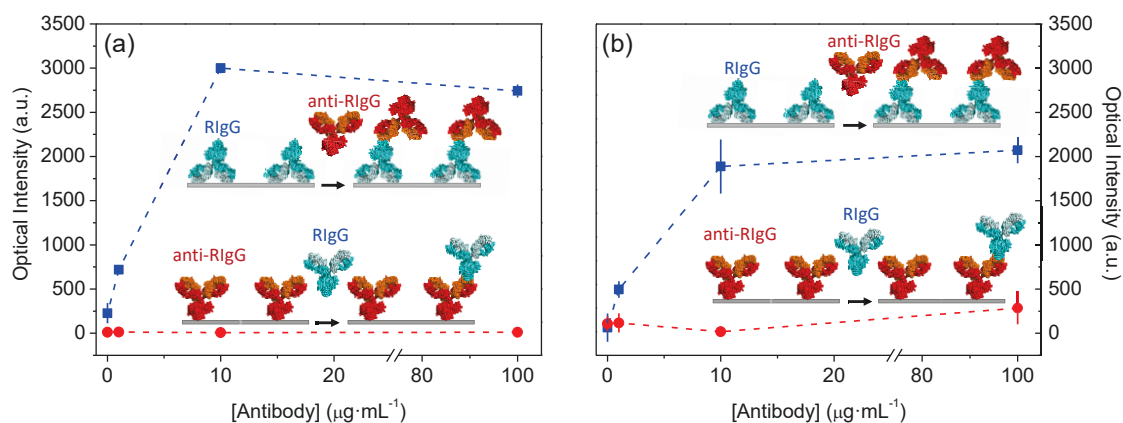 (a)
Optical Intensity (a.u.)
3500
3000
2500
2000
1500
1000
500
0
RIgG
anti-RIgG
anti-RIgG
RIgG
0
10
20
100
[Antibody] (μg·mL⁻¹)
(b)
RIgG
anti-RIgG
anti-RIgG
RIgG
0
10
20
100
[Antibody] (μg·mL⁻¹)
3500
3000
2500
2000
1500
1000
500
0
Optical Intensity (a.u.)